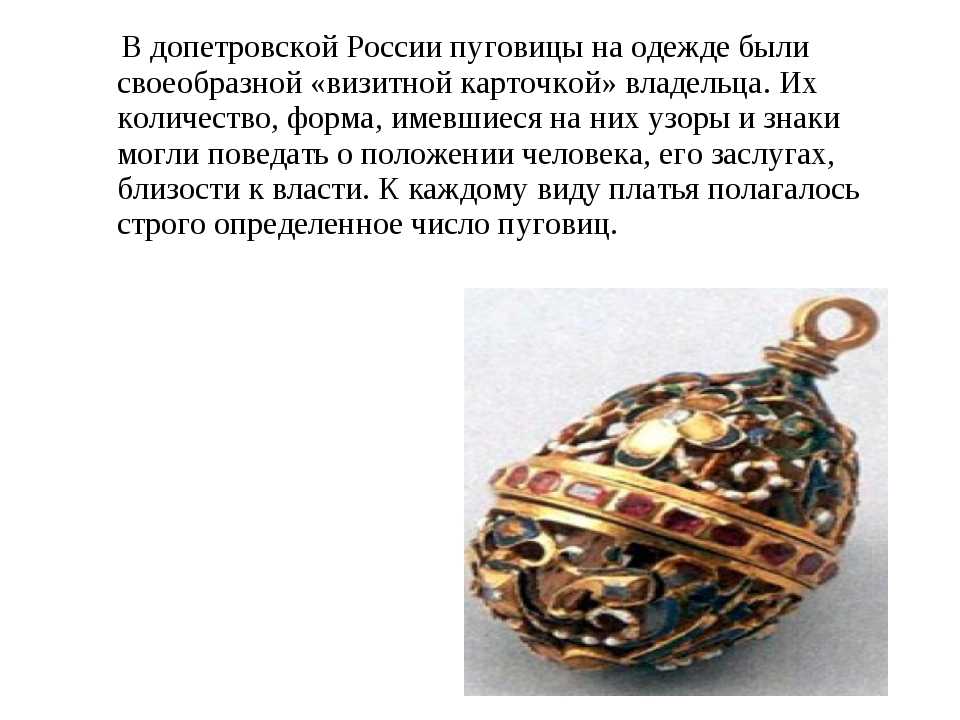 В допетровской России пуговицы на одежде были
своеобразной «визитной карточкой» владельца. Их
количество, форма, имевшиеся на них узоры и знаки
могли поведать о положении человека, его заслугах,
близости к власти. К каждому виду платья полагалось
строго определенное число пуговиц.